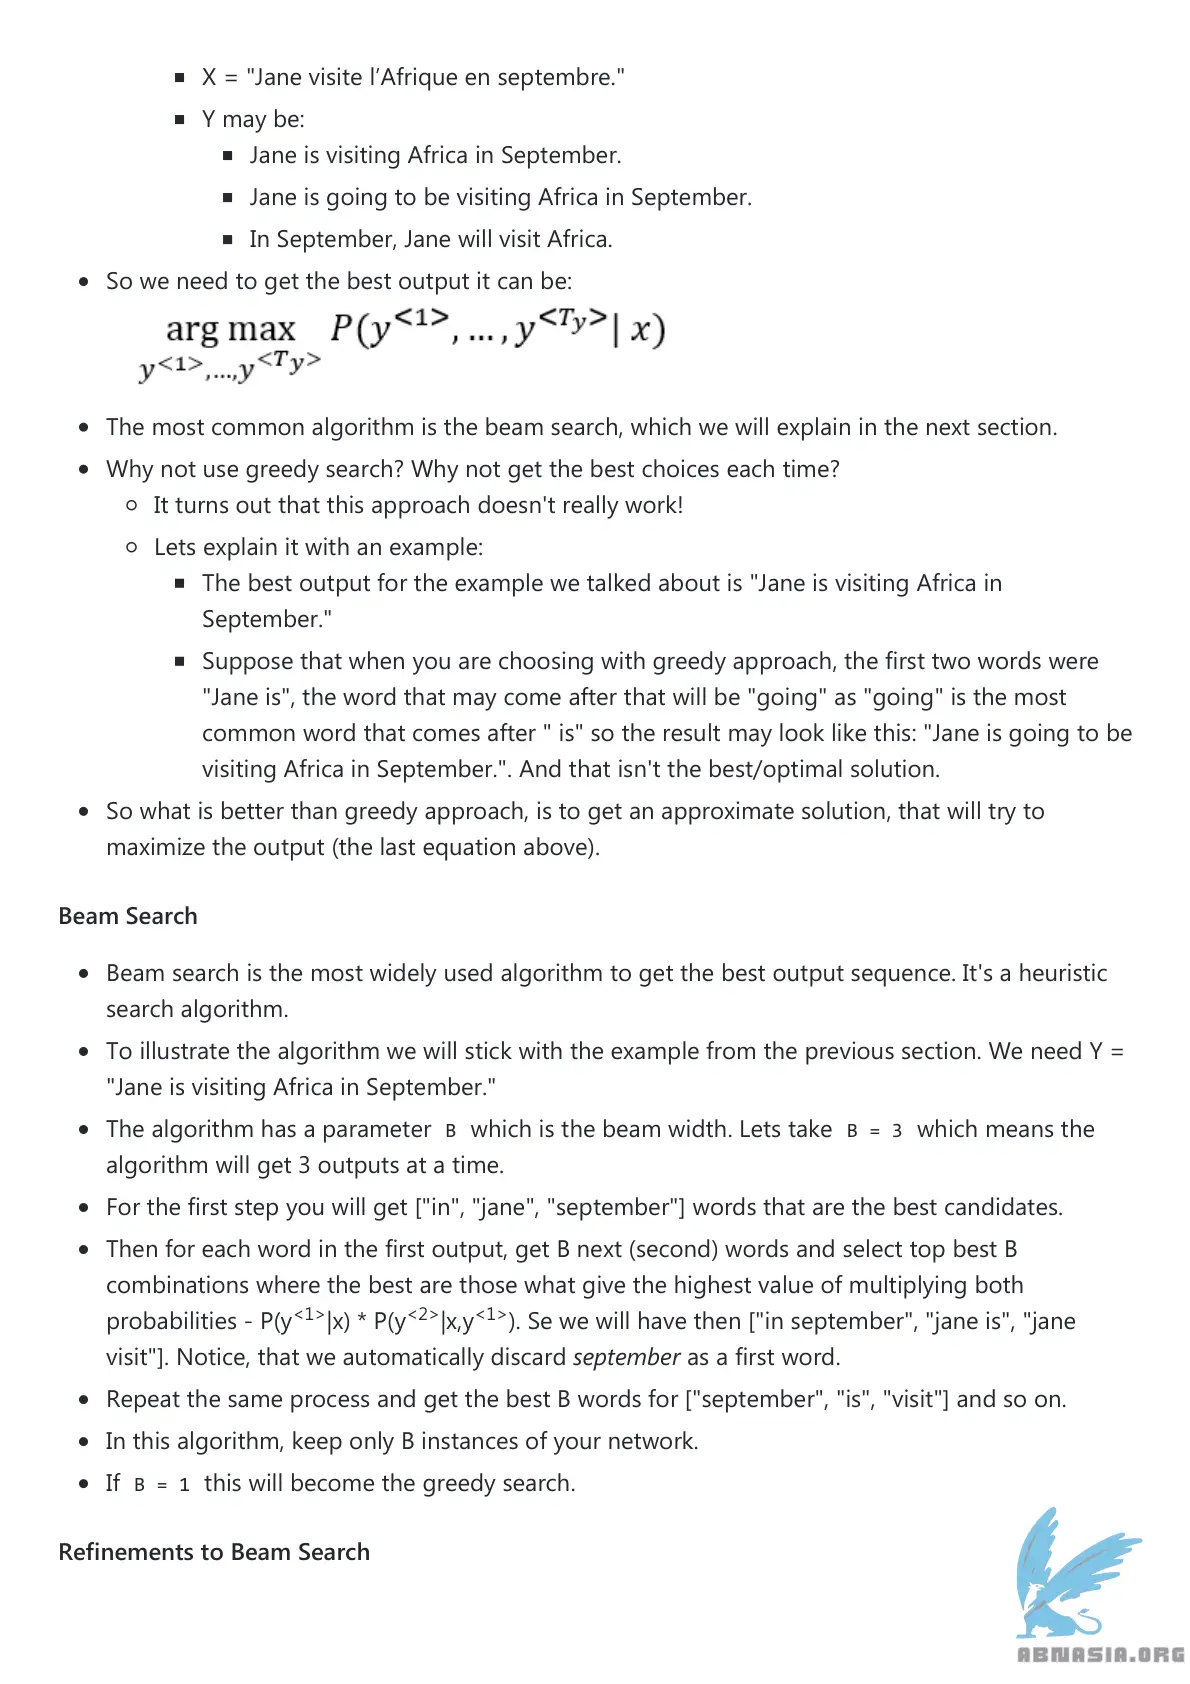 X = "Jane visite l’Afrique en septembre."
Y may be:
Jane is visiting Africa in September.
Jane is going to be visiting Africa in September.
In September, Jane will visit Africa.
So we need to get the best output it can be:
arg max P(y<1>, ..., y<Ty>| x)
y<1>,...,y<Ty>
The most common algorithm is the beam search, which we will explain in the next section.
Why not use greedy search? Why not get the best choices each time?
It turns out that this approach doesn't really work!
Lets explain it with an example:
The best output for the example we talked about is "Jane is visiting Africa in
September."
Suppose that when you are choosing with greedy approach, the first two words were
"Jane is", the word that may come after that will be "going" as "going" is the most
common word that comes after " is" so the result may look like this: "Jane is going to be
visiting Africa in September.". And that isn't the best/optimal solution.
So what is better than greedy approach, is to get an approximate solution, that will try to
maximize the output (the last equation above).
Beam Search
Beam search is the most widely used algorithm to get the best output sequence. It's a heuristic
search algorithm.
To illustrate the algorithm we will stick with the example from the previous section. We need Y =
"Jane is visiting Africa in September."
The algorithm has a parameter B which is the beam width. Lets take B = 3 which means the
algorithm will get 3 outputs at a time.
For the first step you will get ["in", "jane", "september"] words that are the best candidates.
Then for each word in the first output, get B next (second) words and select top best B
combinations where the best are those what give the highest value of multiplying both
probabilities - P(y<1>|x) * P(y<2>|x,y<1>). Se we will have then ["in september", "jane is", "jane
visit"]. Notice, that we automatically discard september as a first word.
Repeat the same process and get the best B words for ["september", "is", "visit"] and so on.
In this algorithm, keep only B instances of your network.
If B = 1 this will become the greedy search.
Refinements to Beam Search
ABNASIA.ORG